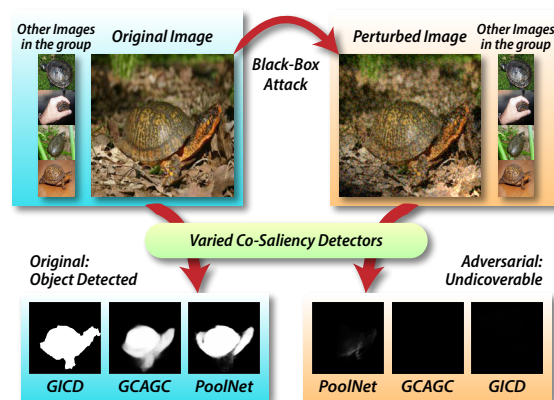 Other Images
in the group
Original Image
Black-Box
Attack
Perturbed Image
Other Images
in the group
Varied Co-Saliency Detectors
Original:
Object Detected
Adversarial:
Undicoverable
GICD
GCAGC
PoolNet
PoolNet
GCAGC
GICD